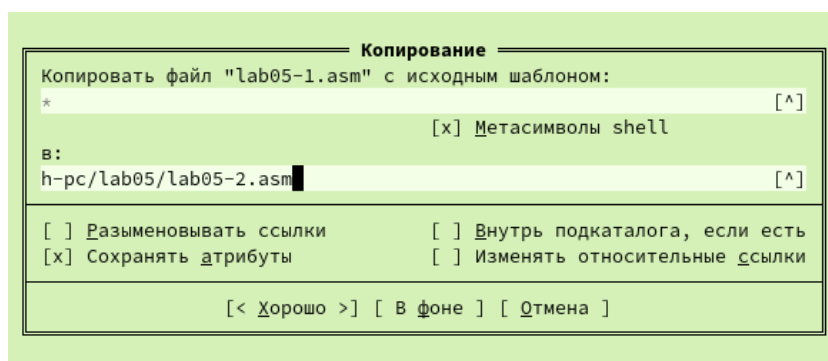 Копирование
Копировать файл "lab05-1.asm" с исходным шаблоном:
* [^]
[x] Метасимволы shell
в:
h-pc/lab05/lab05-2.asm [^]
[ ] Разыменовывать ссылки [ ] Внутрь подкаталога, если есть
[x] Сохранять атрибуты [ ] Изменять относительные ссылки
[< Хорошо >] [ В фоне ] [ Отмена ]